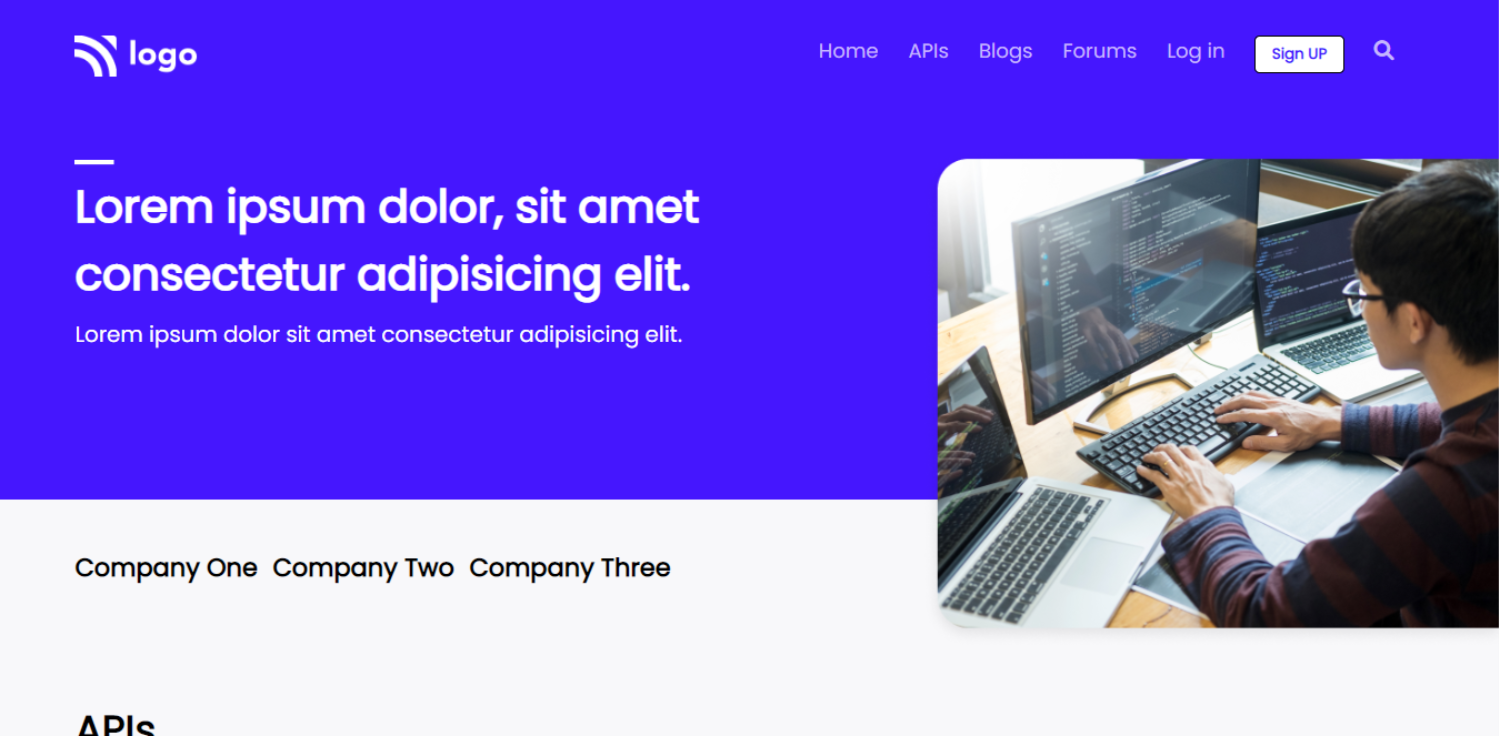 logo
Home APIs Blogs Forums Log in Sign UP
Lorem ipsum dolor, sit amet
consectetur adipisicing elit.
Lorem ipsum dolor sit amet consectetur adipisicing elit.
Company One Company Two Company Three
APIs